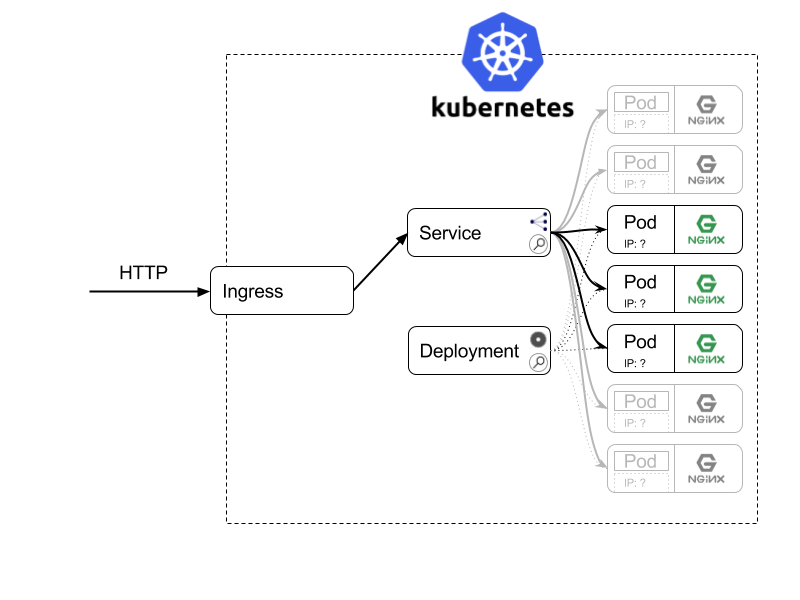 kubernetes
Pod
IP: ?
NGiNX
Pod
IP: ?
NGiNX
Service
Pod
IP: ?
NGiNX
HTTP
Ingress
Pod
IP: ?
NGiNX
Deployment
Pod
IP: ?
NGiNX
Pod
IP: ?
NGiNX
Pod
IP: ?
NGiNX